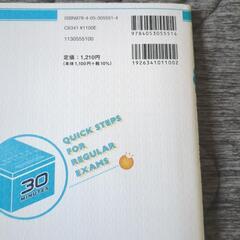 ISBN978-4-05-305551-4
C6341 ¥1100E
1130555100
定価：1,210円
(本体1,100円+税10%)
9784053055514
1926341011002
QUICK STEPS
FOR
REGULAR
EXAMS
30
MINUTES